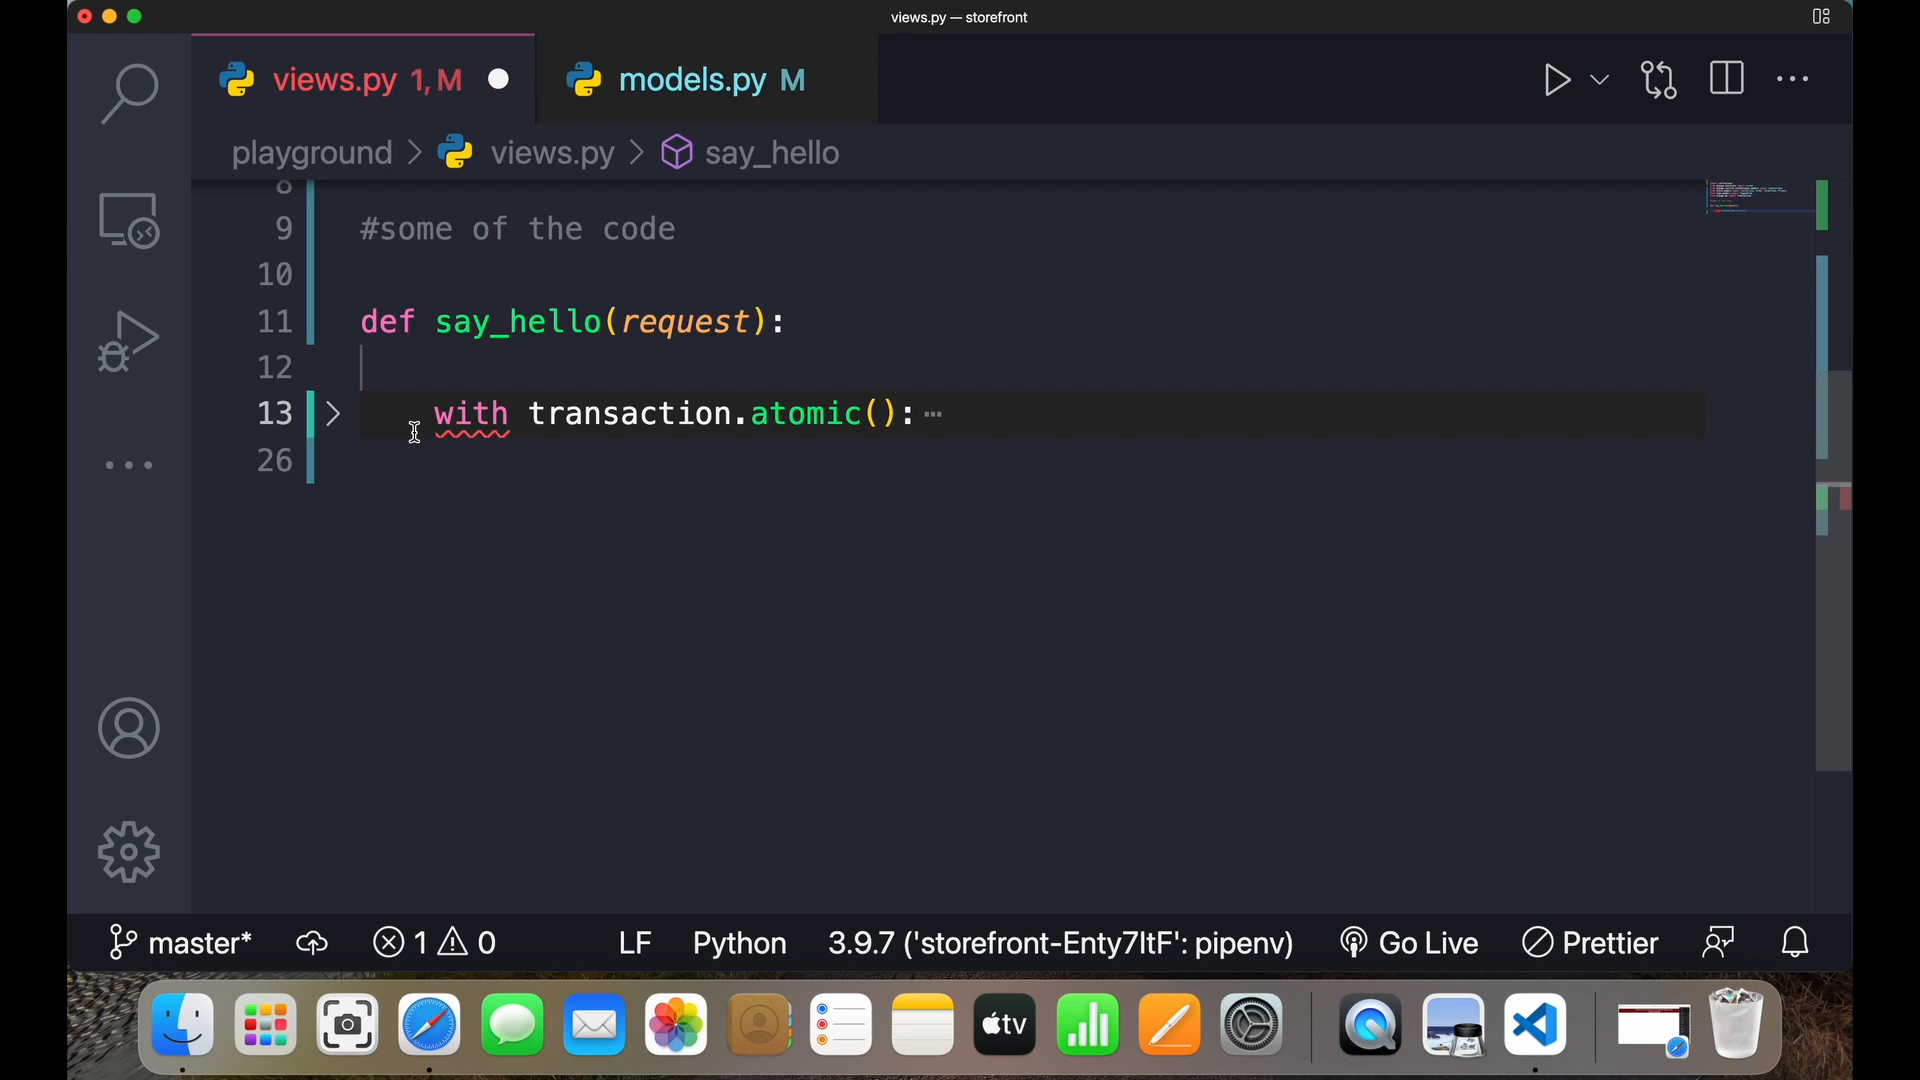 views.py — storefront
views.py 1, M
models.py M
playground > views.py > say_hello
8
9 #some of the code
10
11 def say_hello(request):
12
13 with transaction.atomic():
26
master*
1 0
LF
Python
3.9.7 ('storefront-Enty7ltF': pipenv)
Go Live
Prettier
tv